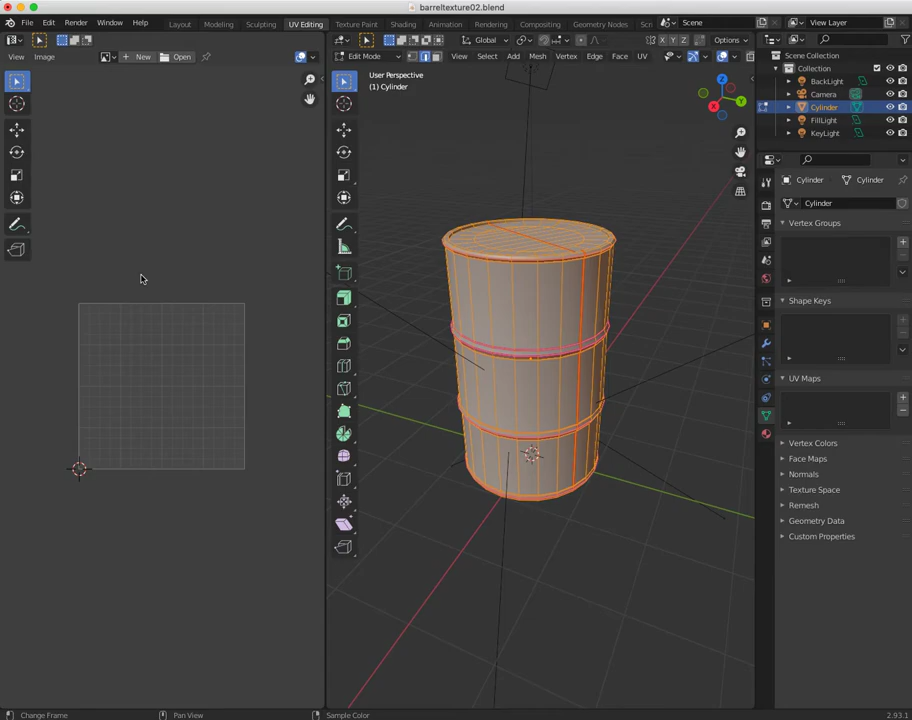 barreltexture02.blend
File Edit Render Window Help Layout Modeling Sculpting UV Editing Texture Paint Shading Animation Rendering Compositing Geometry Nodes Scri Scene View Layer
Global Options
View Image New Open Edit Mode View Select Add Mesh Vertex Edge Face UV X Y Z
User Perspective
(1) Cylinder
Z
Y
X
Scene Collection
Collection
BackLight
Camera
Cylinder
FillLight
KeyLight
Cylinder Cylinder
Cylinder
Vertex Groups
Shape Keys
UV Maps
Vertex Colors
Face Maps
Normals
Texture Space
Remesh
Geometry Data
Custom Properties
Change Frame Pan View Sample Color 2.93.1